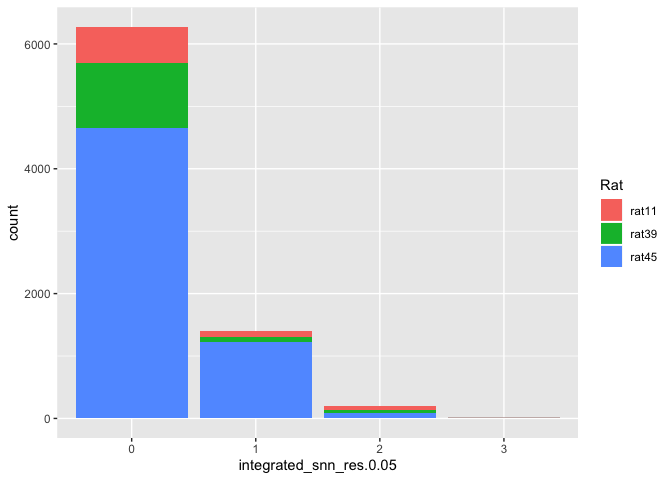 6000
4000
2000
0
count
0 1 2 3
integrated_snn_res.0.05
Rat
rat11
rat39
rat45